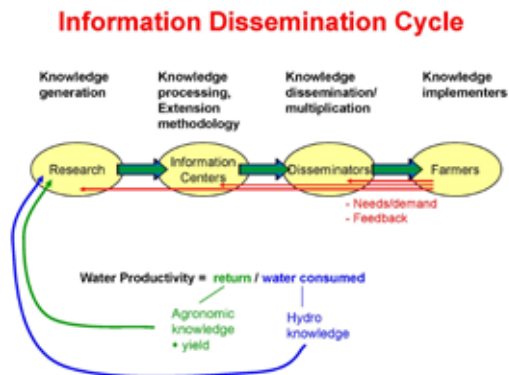 Information Dissemination Cycle
Knowledge
generation
Knowledge
processing,
Extension
methodology
Knowledge
dissemination/
multiplication
Knowledge
implementers
Research
Information
Centers
Disseminators
Farmers
- Needs/demand
- Feedback
Water Productivity = return / water consumed
Agronomic
knowledge
• yield
Hydro
knowledge